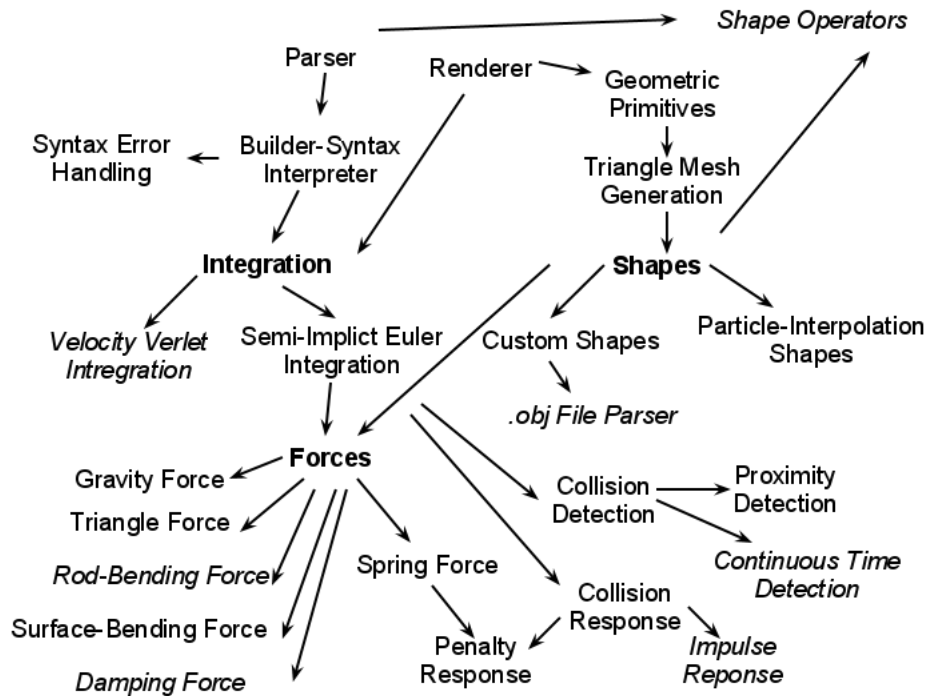 Shape Operators
Parser
Renderer
Geometric
Primitives
Syntax Error
Handling
Builder-Syntax
Interpreter
Triangle Mesh
Generation
Integration
Shapes
Velocity Verlet
Intregration
Semi-Implict Euler
Integration
Custom Shapes
Particle-Interpolation
Shapes
.obj File Parser
Forces
Gravity Force
Triangle Force
Rod-Bending Force
Surface-Bending Force
Damping Force
Spring Force
Collision
Detection
Proximity
Detection
Continuous Time
Detection
Collision
Response
Penalty
Response
Impulse
Reponse